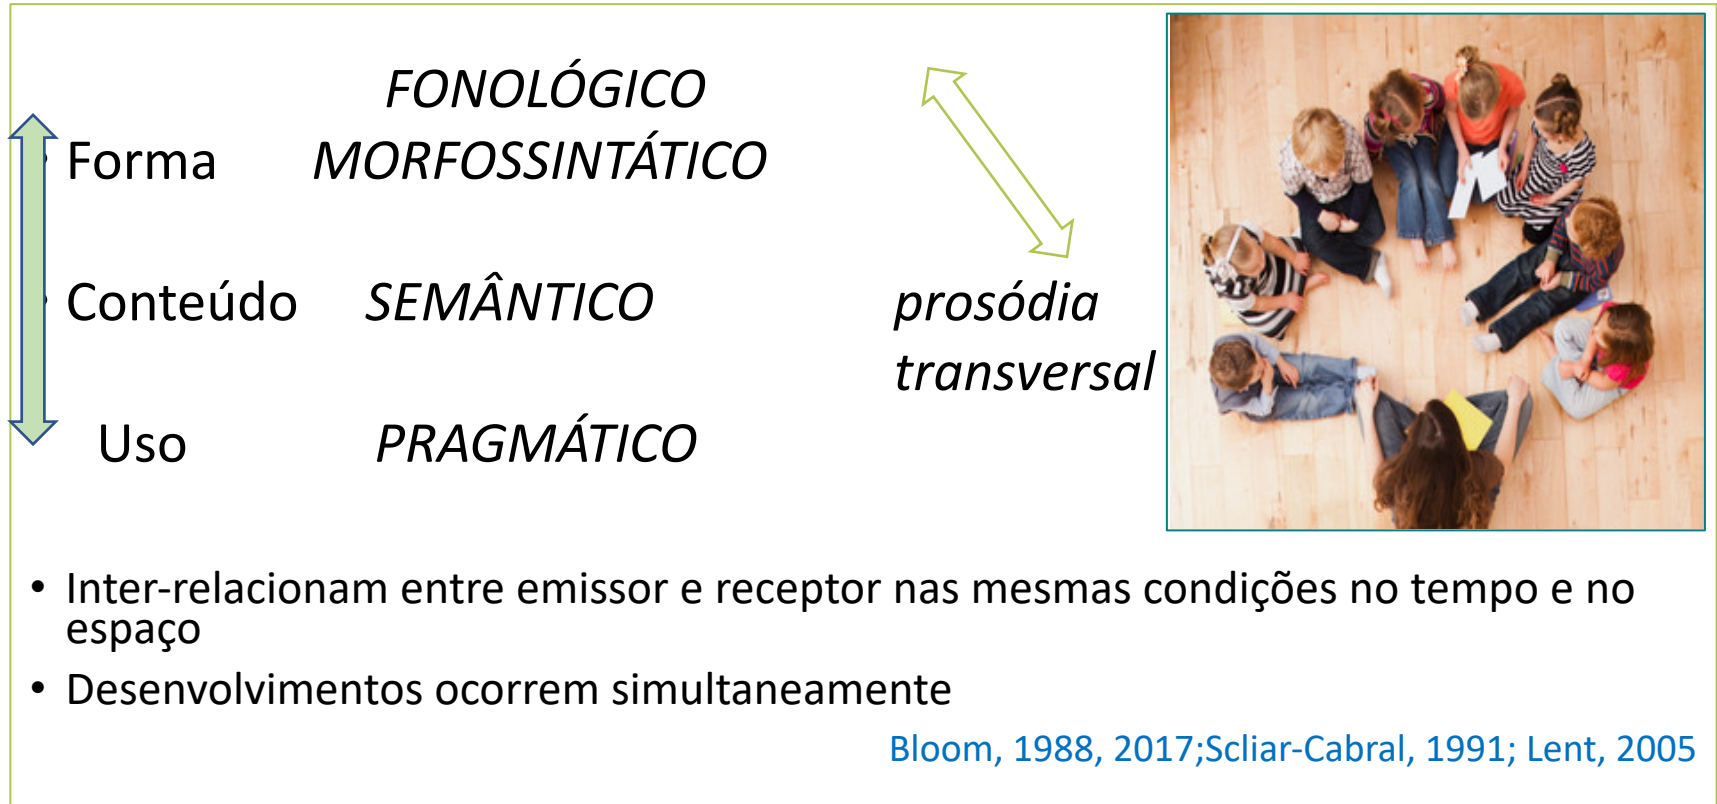 FONOLÓGICO
• Forma MORFOSSINTÁTICO
• Conteúdo SEMÂNTICO prosódia
transversal
Uso PRAGMÁTICO
• Inter-relacionam entre emissor e receptor nas mesmas condições no tempo e no
espaço
• Desenvolvimentos ocorrem simultaneamente
Bloom, 1988, 2017;Scliar-Cabral, 1991; Lent, 2005